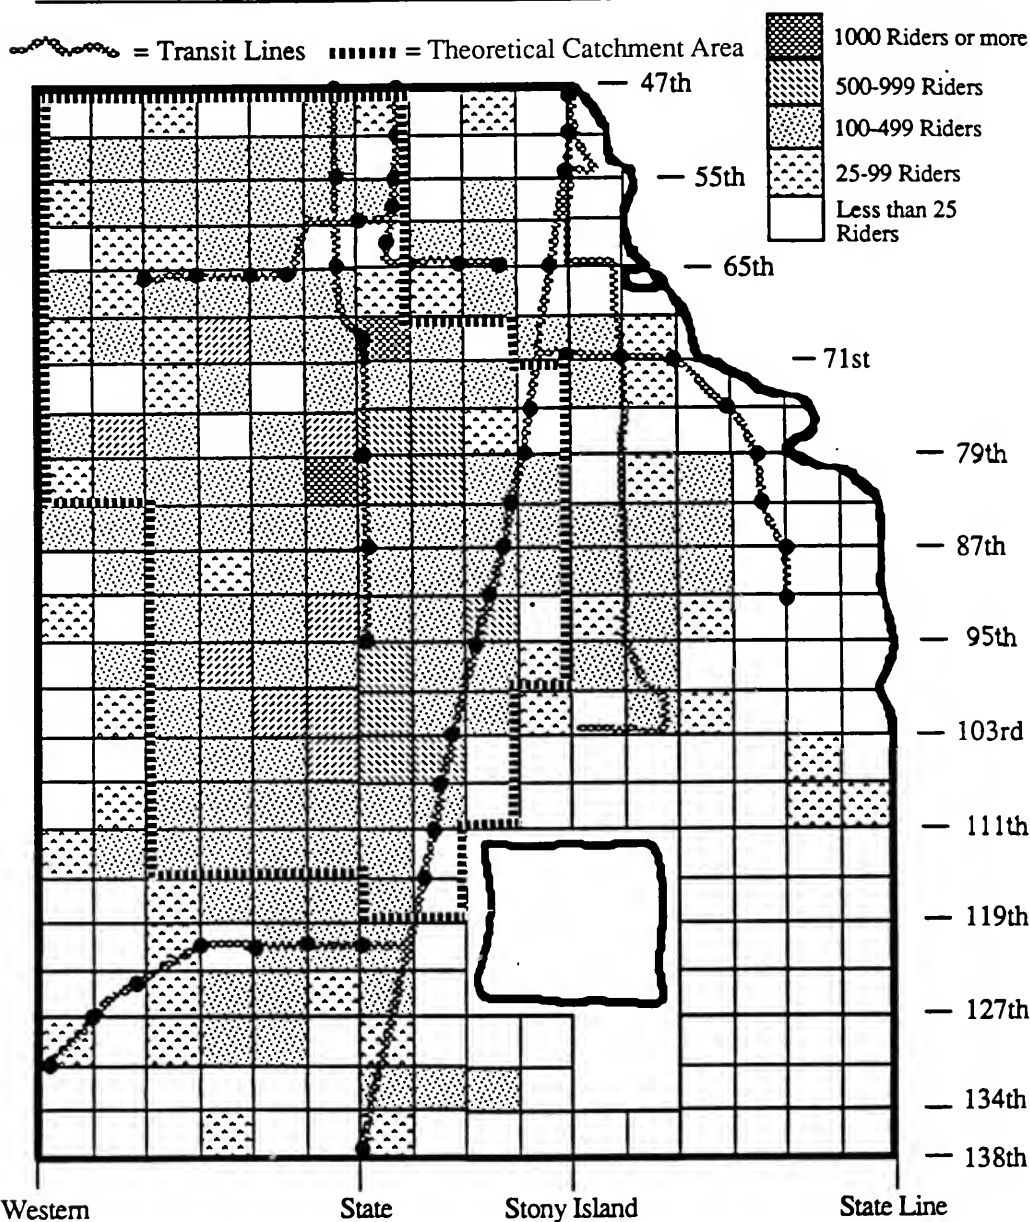 = Transit Lines = Theoretical Catchment Area
1000 Riders or more
500-999 Riders
100-499 Riders
25-99 Riders
Less than 25
Riders
47th
55th
65th
71st
79th
87th
95th
103rd
111th
119th
127th
134th
138th
Western State Stony Island State Line